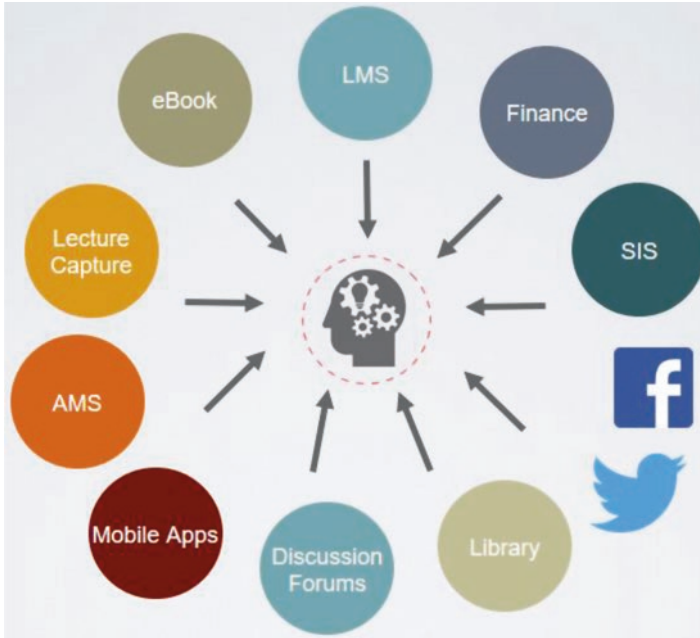 LMS
eBook
Finance
Lecture
Capture
SIS
AMS
f
Mobile Apps
Discussion
Forums
Library